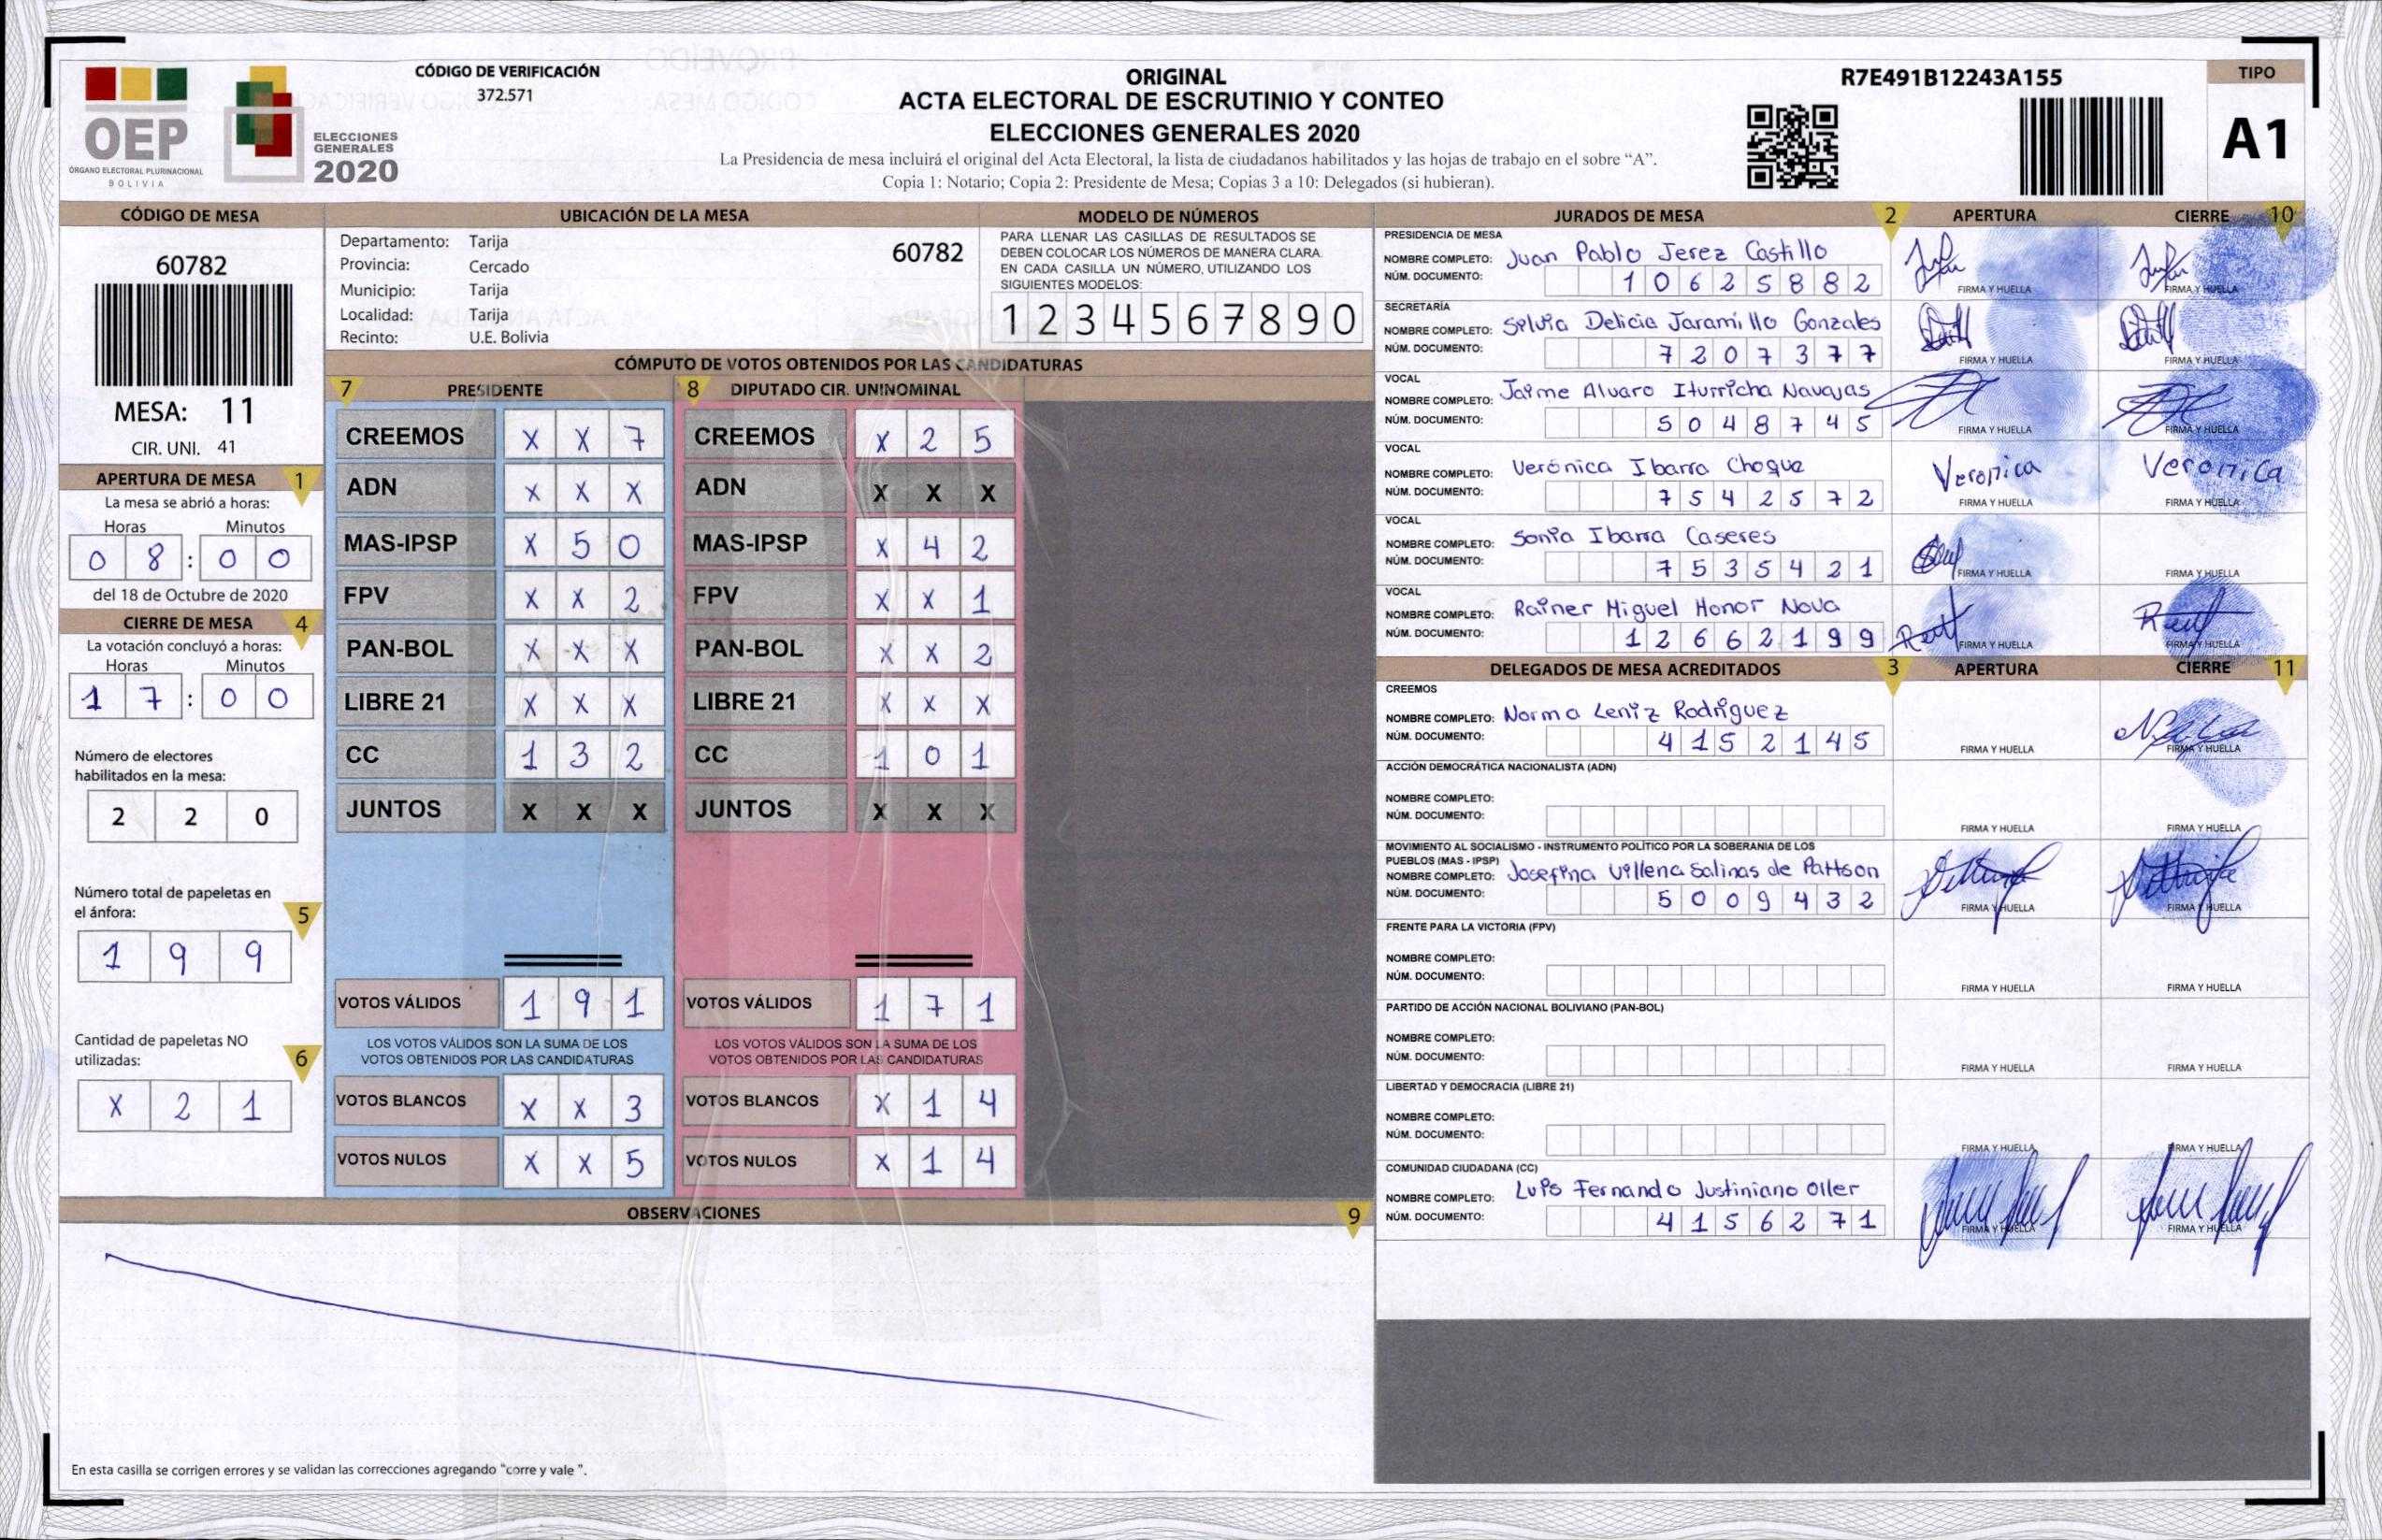 CÓDIGO DE VERIFICACIÓN
372.571
OEP
ÓRGANO ELECTORAL PLURINACIONAL
BOLIVIA
ELECCIONES
GENERALES
2020
ORIGINAL
ACTA ELECTORAL DE ESCRUTINIO Y CONTEO
ELECCIONES GENERALES 2020
La Presidencia de mesa incluirá el original del Acta Electoral, la lista de ciudadanos habilitados y las hojas de trabajo en el sobre “A”.
Copia 1: Notario; Copia 2: Presidente de Mesa; Copias 3 a 10: Delegados (si hubieran).
R7E491B12243A155
TIPO
A1
CÓDIGO DE MESA
60782
MESA: 11
CIR. UNI. 41
APERTURA DE MESA 1
La mesa se abrió a horas:
Horas Minutos
0 8 : 0 0
del 18 de Octubre de 2020
CIERRE DE MESA 4
La votación concluyó a horas:
Horas Minutos
1 7 : 0 0
Número de electores
habilitados en la mesa:
2 2 0
Número total de papeletas en
el ánfora: 5
1 9 9
Cantidad de papeletas NO
utilizadas: 6
X 2 1
UBICACIÓN DE LA MESA
Departamento: Tarija
Provincia: Cercado
Municipio: Tarija
Localidad: Tarija
Recinto: U.E. Bolivia
60782
MODELO DE NÚMEROS
PARA LLENAR LAS CASILLAS DE RESULTADOS SE
DEBEN COLOCAR LOS NÚMEROS DE MANERA CLARA.
EN CADA CASILLA UN NÚMERO, UTILIZANDO LOS
SIGUIENTES MODELOS:
1 2 3 4 5 6 7 8 9 0
CÓMPUTO DE VOTOS OBTENIDOS POR LAS CANDIDATURAS
7 PRESIDENTE
CREEMOS X X 7
ADN X X X
MAS-IPSP X 5 0
FPV X X 2
PAN-BOL X X X
LIBRE 21 X X X
CC 1 3 2
JUNTOS X X X
VOTOS VÁLIDOS 1 9 1
LOS VOTOS VÁLIDOS SON LA SUMA DE LOS
VOTOS OBTENIDOS POR LAS CANDIDATURAS
VOTOS BLANCOS X X 3
VOTOS NULOS X X 5
8 DIPUTADO CIR. UNINOMINAL
CREEMOS X 2 5
ADN X X X
MAS-IPSP X 4 2
FPV X X 1
PAN-BOL X X 2
LIBRE 21 X X X
CC 1 0 1
JUNTOS X X X
VOTOS VÁLIDOS 1 7 1
LOS VOTOS VÁLIDOS SON LA SUMA DE LOS
VOTOS OBTENIDOS POR LAS CANDIDATURAS
VOTOS BLANCOS X 1 4
VOTOS NULOS X 1 4
OBSERVACIONES 9
En esta casilla se corrigen errores y se validan las correcciones agregando “corre y vale ”.
JURADOS DE MESA 2 APERTURA CIERRE 10
PRESIDENCIA DE MESA
NOMBRE COMPLETO: Juan Pablo Jerez Castillo
NÚM. DOCUMENTO: 1 0 6 2 5 8 8 2
FIRMA Y HUELLA FIRMA Y HUELLA
SECRETARÍA
NOMBRE COMPLETO: Silvia Delicia Jaramillo Gonzales
NÚM. DOCUMENTO: 7 2 0 7 3 7 7
FIRMA Y HUELLA FIRMA Y HUELLA
VOCAL
NOMBRE COMPLETO: Jaime Alvaro Iturricha Navajas
NÚM. DOCUMENTO: 5 0 4 8 7 4 5
FIRMA Y HUELLA FIRMA Y HUELLA
VOCAL
NOMBRE COMPLETO: Verónica Ibarra Choque Veronica Veronica
NÚM. DOCUMENTO: 7 5 4 2 5 7 2
FIRMA Y HUELLA FIRMA Y HUELLA
VOCAL
NOMBRE COMPLETO: Sonia Ibarra Caseres
NÚM. DOCUMENTO: 7 5 3 5 4 2 1
FIRMA Y HUELLA FIRMA Y HUELLA
VOCAL
NOMBRE COMPLETO: Rainer Miguel Honor Nova
NÚM. DOCUMENTO: 1 2 6 6 2 1 9 9
FIRMA Y HUELLA FIRMA Y HUELLA
DELEGADOS DE MESA ACREDITADOS 3 APERTURA CIERRE 11
CREEMOS
NOMBRE COMPLETO: Norma Leniz Rodriguez
NÚM. DOCUMENTO: 4 1 5 2 1 4 5
FIRMA Y HUELLA FIRMA Y HUELLA
ACCIÓN DEMOCRÁTICA NACIONALISTA (ADN)
NOMBRE COMPLETO:
NÚM. DOCUMENTO:
FIRMA Y HUELLA FIRMA Y HUELLA
MOVIMIENTO AL SOCIALISMO - INSTRUMENTO POLÍTICO POR LA SOBERANIA DE LOS
PUEBLOS (MAS - IPSP)
NOMBRE COMPLETO: Josefina Villena Salinas de Pattson
NÚM. DOCUMENTO: 5 0 0 9 4 3 2
FIRMA Y HUELLA FIRMA Y HUELLA
FRENTE PARA LA VICTORIA (FPV)
NOMBRE COMPLETO:
NÚM. DOCUMENTO:
FIRMA Y HUELLA FIRMA Y HUELLA
PARTIDO DE ACCIÓN NACIONAL BOLIVIANO (PAN-BOL)
NOMBRE COMPLETO:
NÚM. DOCUMENTO:
FIRMA Y HUELLA FIRMA Y HUELLA
LIBERTAD Y DEMOCRACIA (LIBRE 21)
NOMBRE COMPLETO:
NÚM. DOCUMENTO:
FIRMA Y HUELLA FIRMA Y HUELLA
COMUNIDAD CIUDADANA (CC)
NOMBRE COMPLETO: Luis Fernando Justiniano Oller
NÚM. DOCUMENTO: 4 1 5 6 2 7 1
FIRMA Y HUELLA FIRMA Y HUELLA